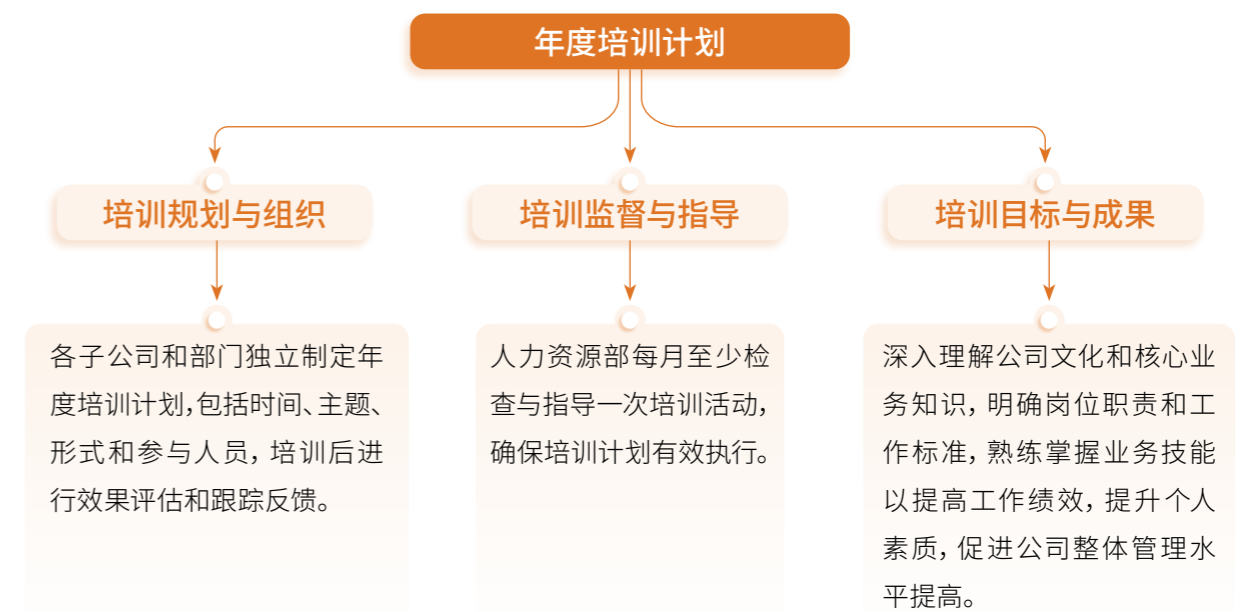 年度培训计划
培训规划与组织
各子公司和部门独立制定年
度培训计划，包括时间、主题、
形式和参与人员，培训后进
行效果评估和跟踪反馈。
培训监督与指导
人力资源部每月至少检
查与指导一次培训活动，
确保培训计划有效执行。
培训目标与成果
深入理解公司文化和核心业
务知识，明确岗位职责和工
作标准，熟练掌握业务技能
以提高工作绩效，提升个人
素质，促进公司整体管理水
平提高。